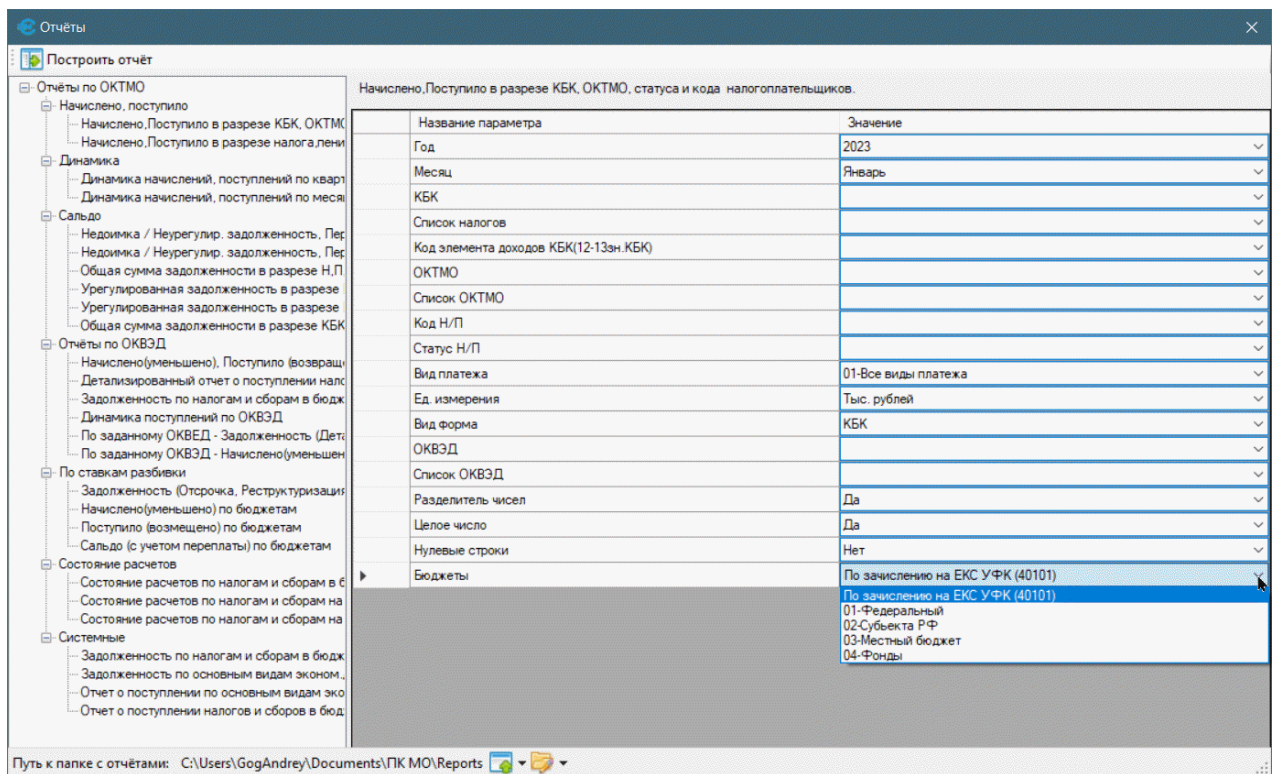 Отчёты
Построить отчёт
Отчёты по ОКТМО
Начислено, поступило
Начислено,Поступило в разрезе КБК, ОКТМО
Начислено,Поступило в разрезе налога,пени
Динамика
Динамика начислений, поступлений по кварт
Динамика начислений, поступлений по меся
Сальдо
Недоимка / Неурегулир. задолженность, Пер
Недоимка / Неурегулир. задолженность, Пер
Общая сумма задолженности в разрезе Н,П
Урегулированная задолженность в разрезе
Урегулированная задолженность в разрезе
Общая сумма задолженности в разрезе КБК
Отчёты по ОКВЭД
Начислено(уменьшено), Поступило (возвращ
Детализированный отчет о поступлении нало
Задолженность по налогам и сборам в бюдж
Динамика поступлений по ОКВЭД
По заданному ОКВЕД - Задолженность (Дета
По заданному ОКВЭД - Начислено(уменьшен
По ставкам разбивки
Задолженность (Отсрочка, Реструктуризация
Начислено(уменьшено) по бюджетам
Поступило (возмещено) по бюджетам
Сальдо (с учетом переплаты) по бюджетам
Состояние расчетов
Состояние расчетов по налогам и сборам в б
Состояние расчетов по налогам и сборам на
Состояние расчетов по налогам и сборам на
Системные
Задолженность по налогам и сборам в бюдж
Задолженность по основным видам эконом.,
Отчет о поступлении по основным видам эко
Отчет о поступлении налогов и сборов в бюд
Начислено,Поступило в разрезе КБК, ОКТМО, статуса и кода налогоплательщиков.
Название параметра Значение
Год 2023
Месяц Январь
КБК
Список налогов
Код элемента доходов КБК(12-13зн.КБК)
ОКТМО
Список ОКТМО
Код Н/П
Статус Н/П
Вид платежа 01-Все виды платежа
Ед. измерения Тыс. рублей
Вид форма КБК
ОКВЭД
Список ОКВЭД
Разделитель чисел Да
Целое число Да
Нулевые строки Нет
Бюджеты По зачислению на ЕКС УФК (40101)
По зачислению на ЕКС УФК (40101)
01-Федеральный
02-Субьекта РФ
03-Местный бюджет
04-Фонды
Путь к папке с отчётами: C:\Users\GogAndrey\Documents\ПК МО\Reports